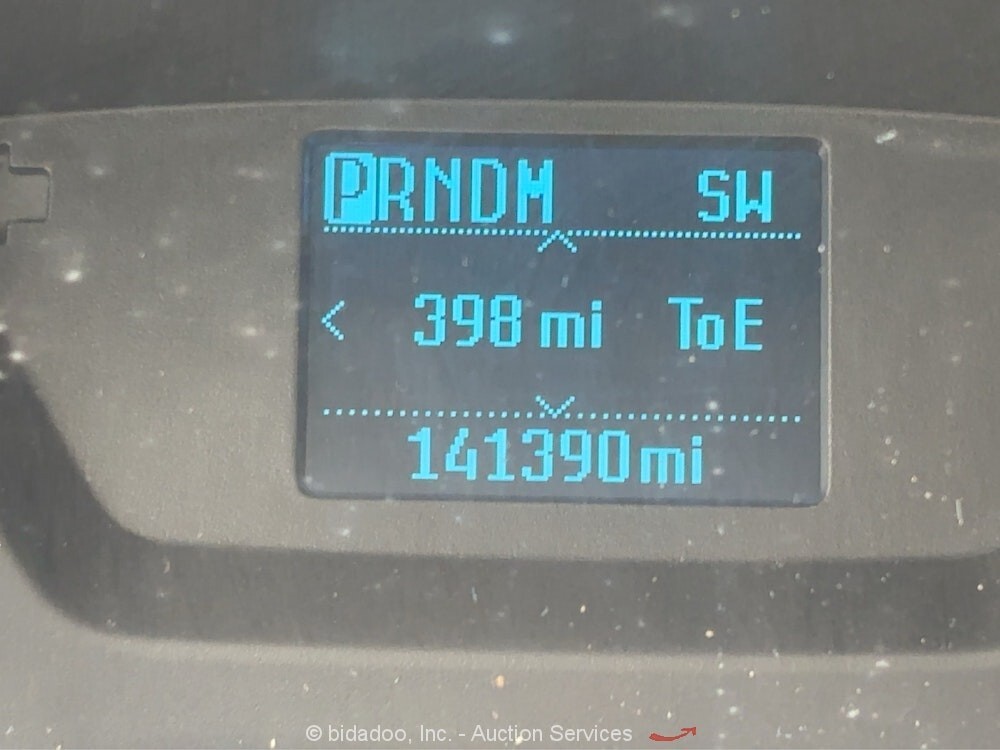 PRNDM SW
< 398 mi ToE
141390mi
© bidadoo, Inc. - Auction Services